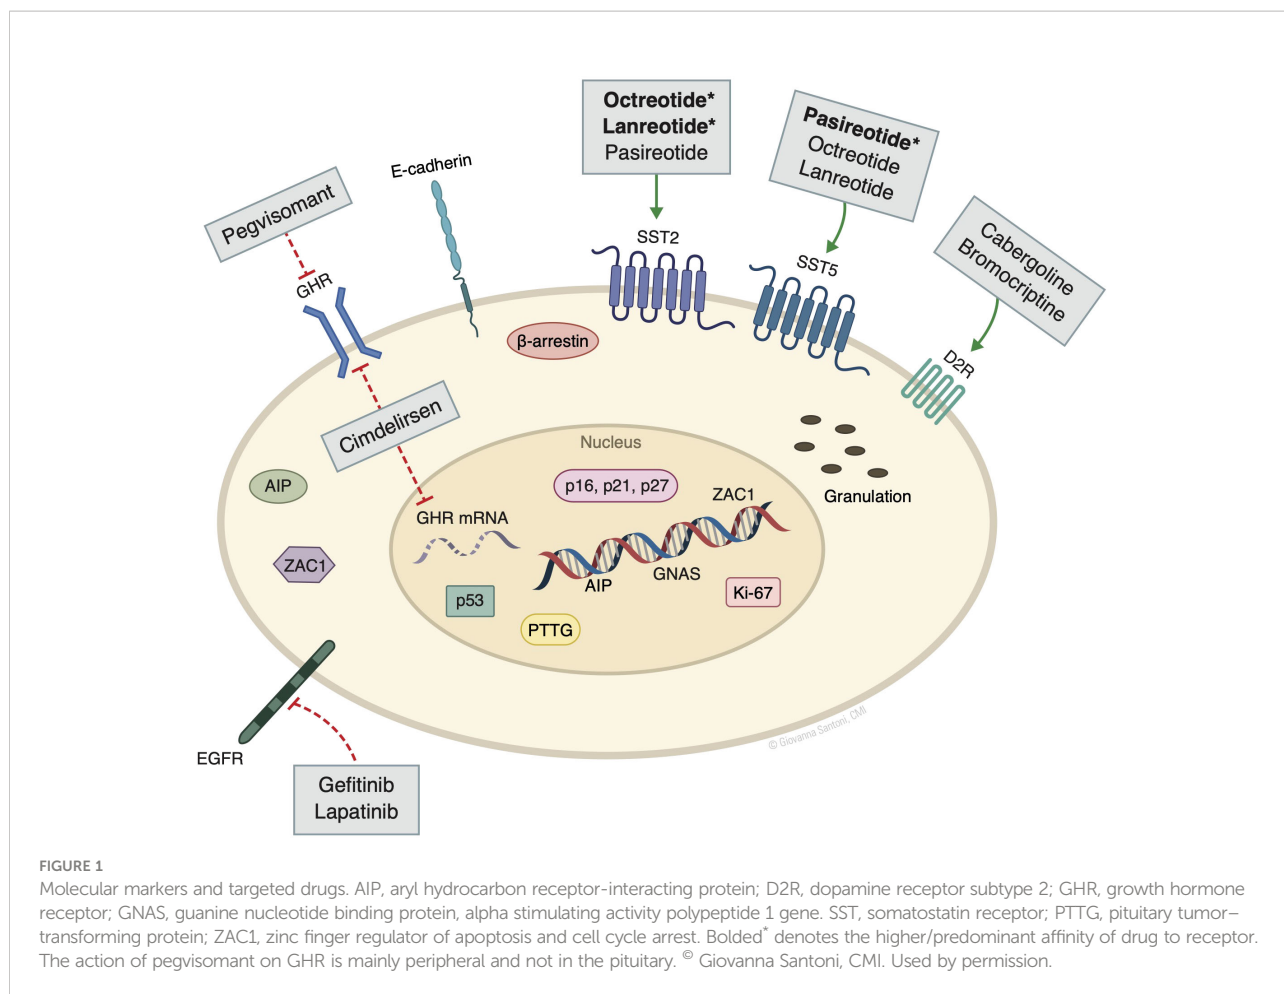 Octreotide*
Lanreotide*
Pasireotide
Pasireotide*
Octreotide
Lanreotide
E-cadherin
Pegvisomant
Cabergoline
Bromocriptine
SST2
SST5
GHR
β-arrestin
D2R
Cimdelirsen
Nucleus
AIP
p16, p21, p27
ZAC1
Granulation
GHR mRNA
ZAC1
GNAS
AIP
Ki-67
p53
PTTG
© Giovanna Santoni, CMI
EGFR
Gefitinib
Lapatinib
FIGURE 1
Molecular markers and targeted drugs. AIP, aryl hydrocarbon receptor-interacting protein; D2R, dopamine receptor subtype 2; GHR, growth hormone
receptor; GNAS, guanine nucleotide binding protein, alpha stimulating activity polypeptide 1 gene. SST, somatostatin receptor; PTTG, pituitary tumor–
transforming protein; ZAC1, zinc finger regulator of apoptosis and cell cycle arrest. Bolded* denotes the higher/predominant affinity of drug to receptor.
The action of pegvisomant on GHR is mainly peripheral and not in the pituitary. © Giovanna Santoni, CMI. Used by permission.